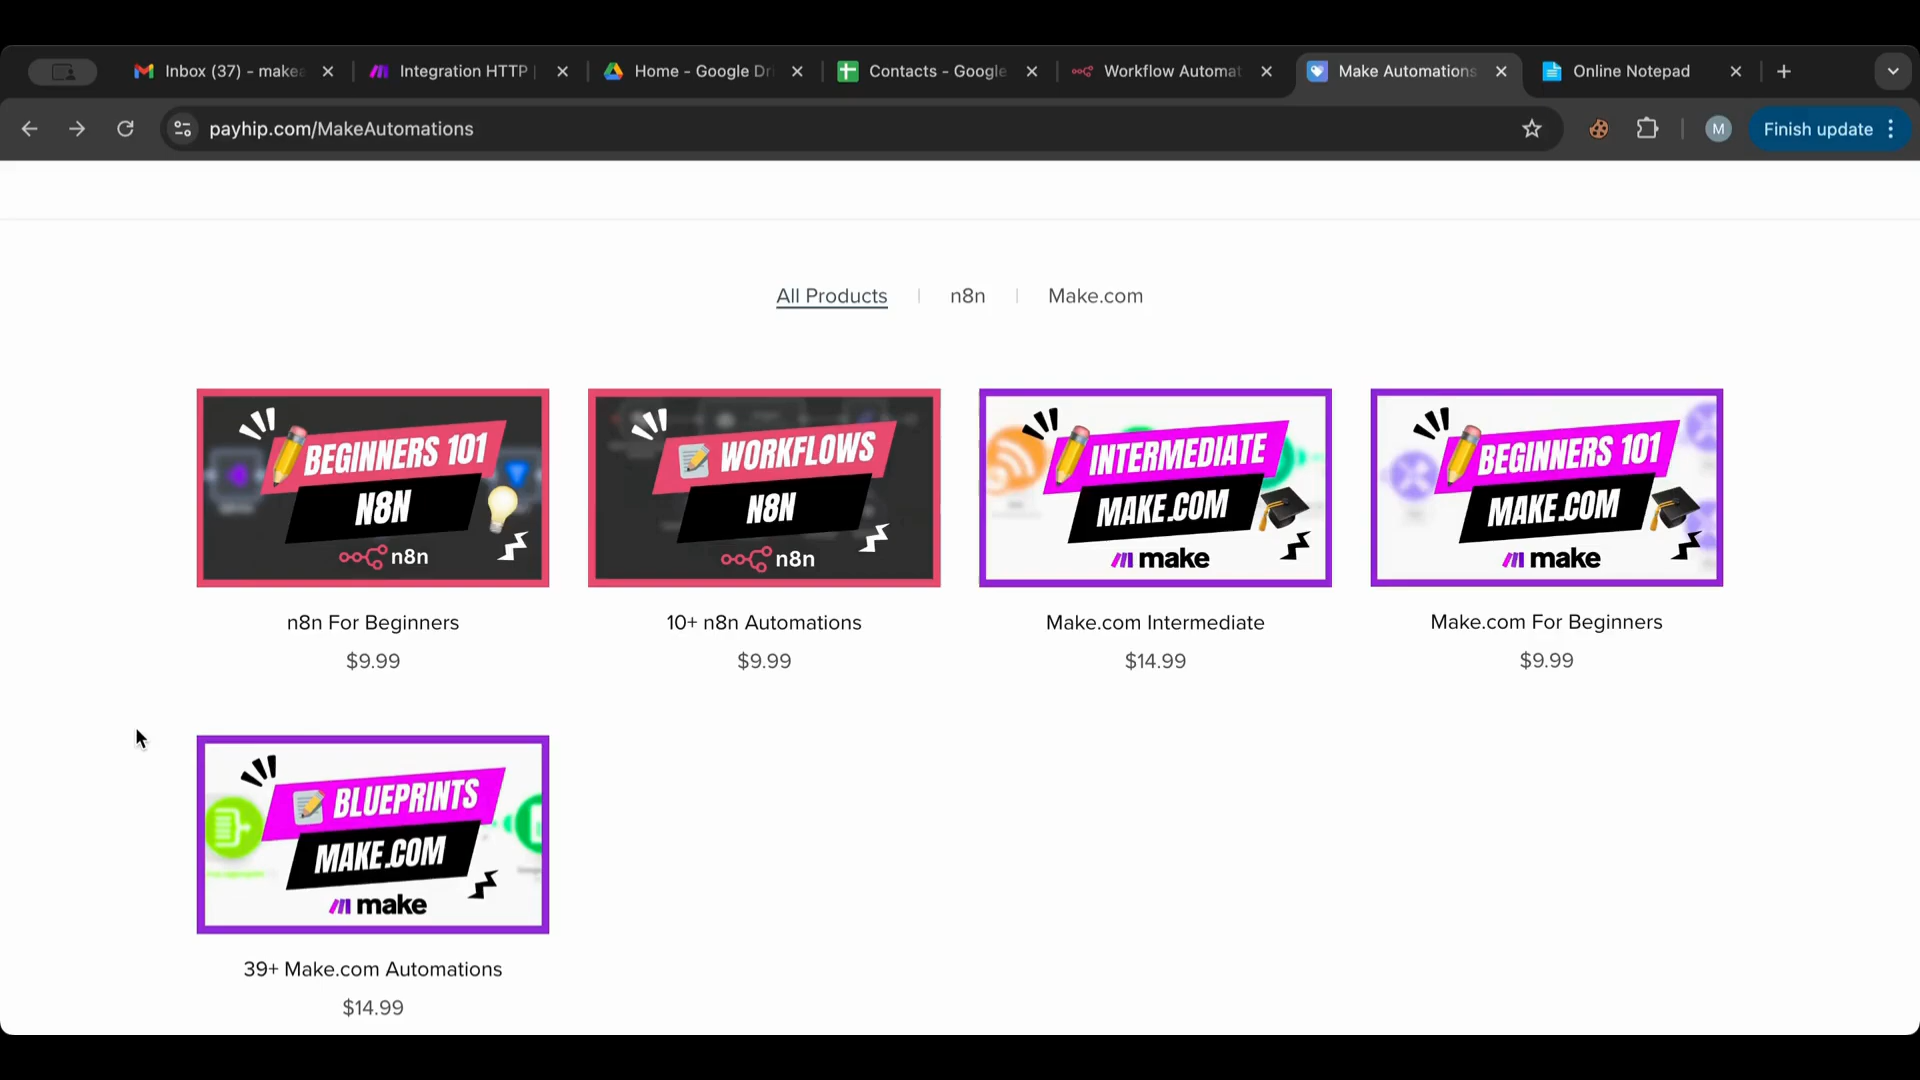 Inbox (37) - makea
Integration HTTP
Home - Google Dri
Contacts - Google
Workflow Automat
Make Automations
Online Notepad
payhip.com/MakeAutomations
M
Finish update
All Products
n8n
Make.com
BEGINNERS 101
N8N
n8n
WORKFLOWS
N8N
n8n
INTERMEDIATE
MAKE.COM
make
BEGINNERS 101
MAKE.COM
make
n8n For Beginners
10+ n8n Automations
Make.com Intermediate
Make.com For Beginners
$9.99
$9.99
$14.99
$9.99
BLUEPRINTS
MAKE.COM
make
39+ Make.com Automations
$14.99